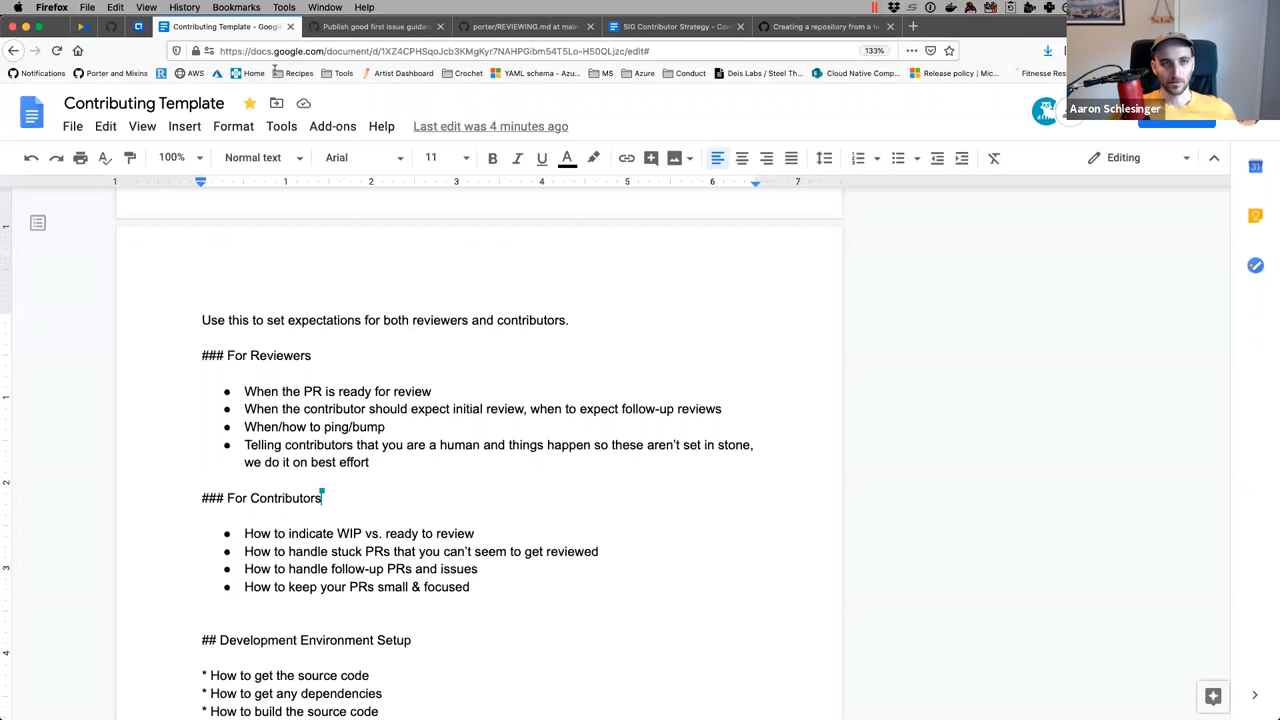 Firefox File Edit View History Bookmarks Tools Window Help
Contributing Template - Google
Publish good first issue guidan
porter/REVIEWING.md at main
SIG Contributor Strategy - Con
Creating a repository from a te
https://docs.google.com/document/d/1XZ4CPHSqoJcb3KMgKyr7NAHPGibm54T5Lo-H50QLjzc/edit#
133%
Notifications Porter and Mixins AWS Home Recipes Tools Artist Dashboard Crochet YAML schema - Azu... MS Azure Conduct Deis Labs / Steel Th... Cloud Native Comp... Release policy | Mic... Fitnesse Res
Aaron Schlesinger
Contributing Template
File Edit View Insert Format Tools Add-ons Help Last edit was 4 minutes ago
100% Normal text Arial 11 Editing
1 1 2 3 4 5 6 7
Use this to set expectations for both reviewers and contributors.
### For Reviewers
● When the PR is ready for review
● When the contributor should expect initial review, when to expect follow-up reviews
● When/how to ping/bump
● Telling contributors that you are a human and things happen so these aren't set in stone,
we do it on best effort
### For Contributors
● How to indicate WIP vs. ready to review
● How to handle stuck PRs that you can't seem to get reviewed
● How to handle follow-up PRs and issues
● How to keep your PRs small & focused
## Development Environment Setup
* How to get the source code
* How to get any dependencies
* How to build the source code